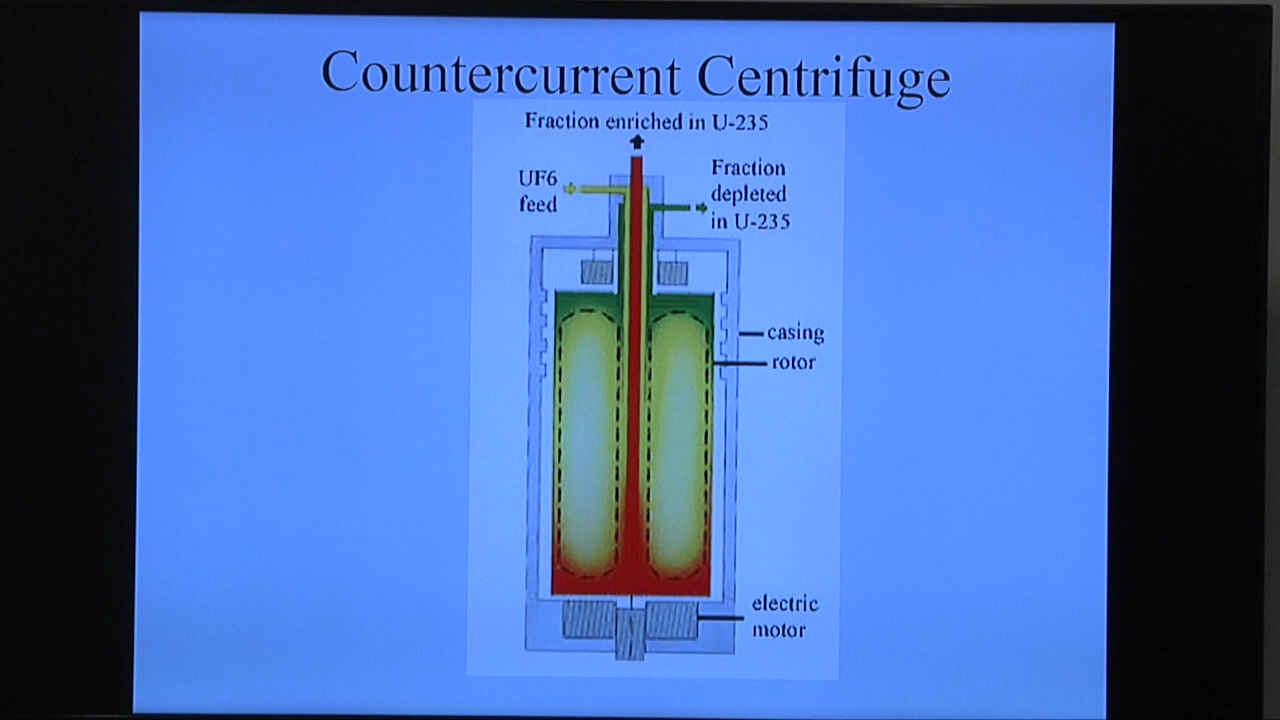 Countercurrent Centrifuge
Fraction enriched in U-235
UF6
feed
Fraction
depleted
in U-235
casing
rotor
electric
motor